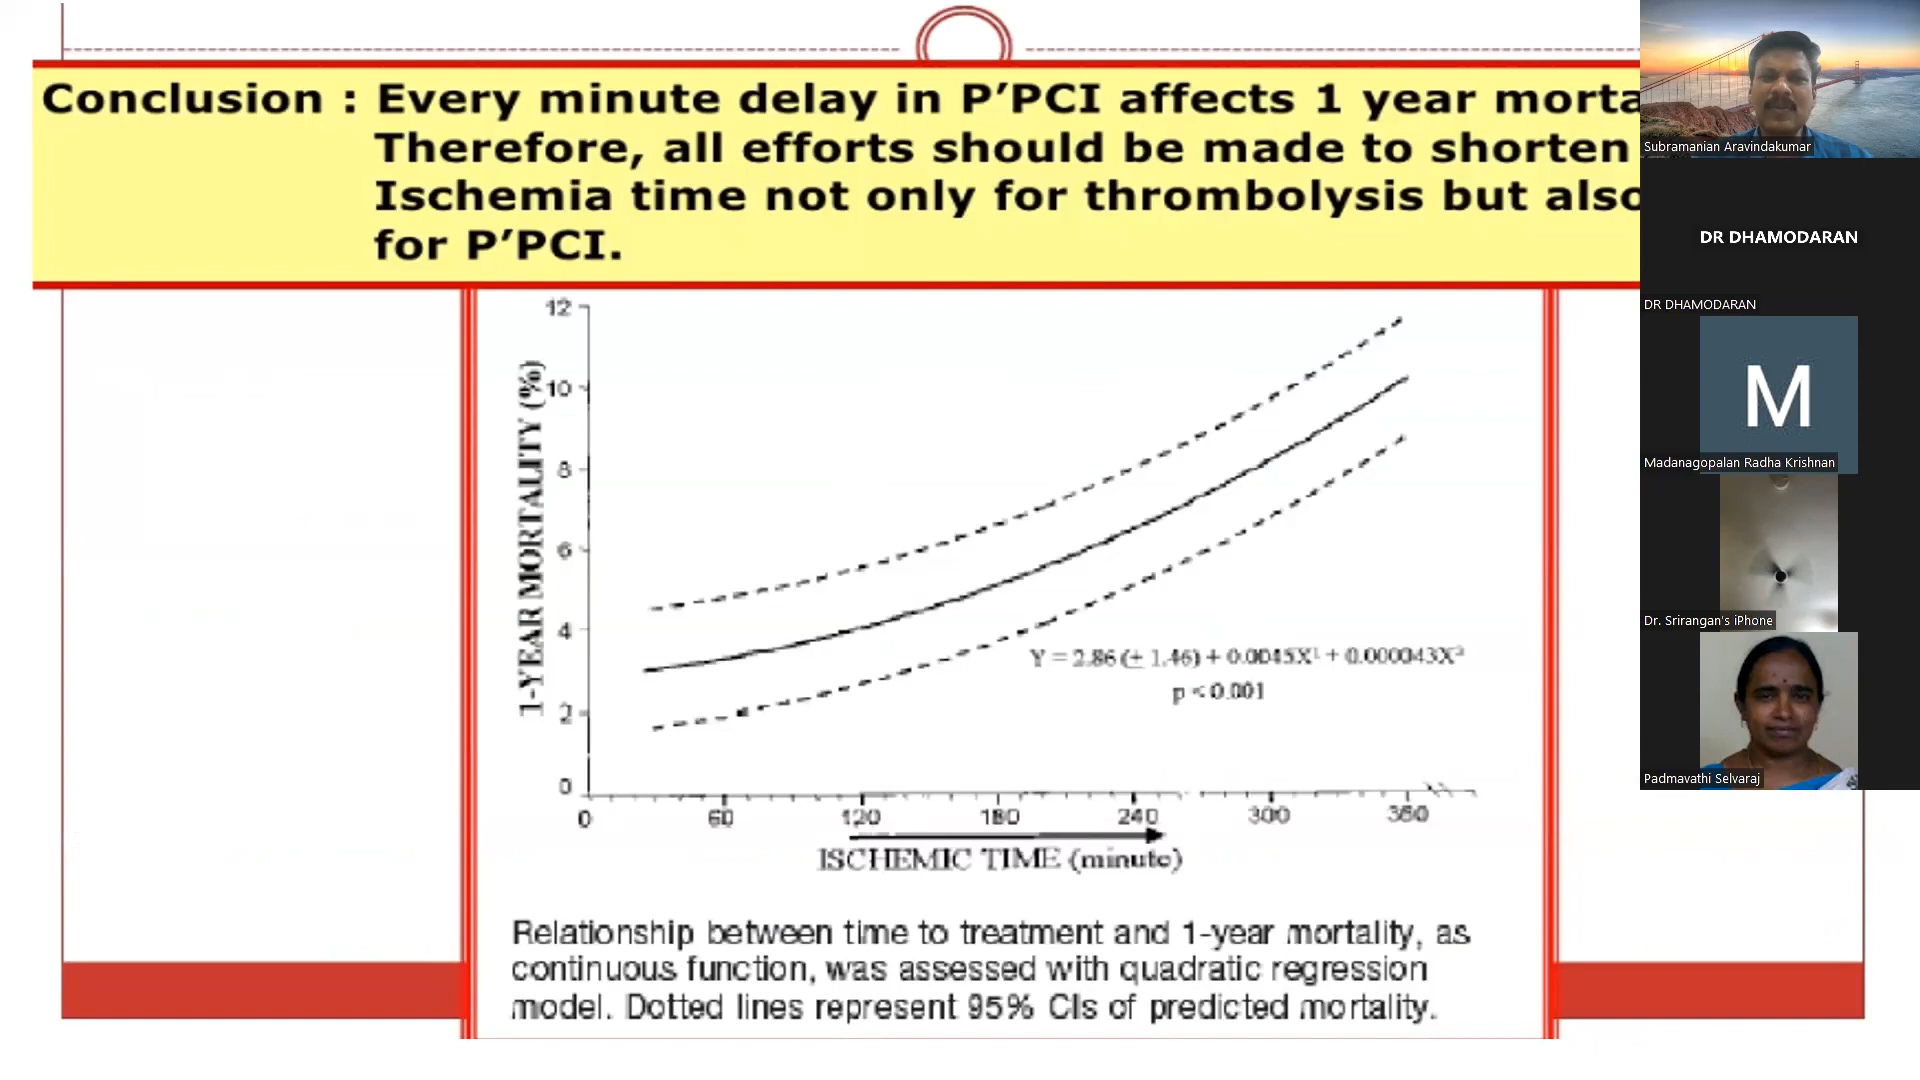 Conclusion : Every minute delay in P'PCI affects 1 year morta
Therefore, all efforts should be made to shorten
Ischemia time not only for thrombolysis but also
for P'PCI.
12
10
8
6
4
2
0
1-YEAR MORTALITY (%)
Y = 2.86 (± 1.46) + 0.0045X¹ + 0.000043X²
p < 0.001
0 60 120 180 240 300 360
ISCHEMIC TIME (minute)
Relationship between time to treatment and 1-year mortality, as
continuous function, was assessed with quadratic regression
model. Dotted lines represent 95% CIs of predicted mortality.
Subramanian Aravindakumar
DR DHAMODARAN
DR DHAMODARAN
M
Madanagopalan Radha Krishnan
Dr. Srirangan's iPhone
Padmavathi Selvaraj